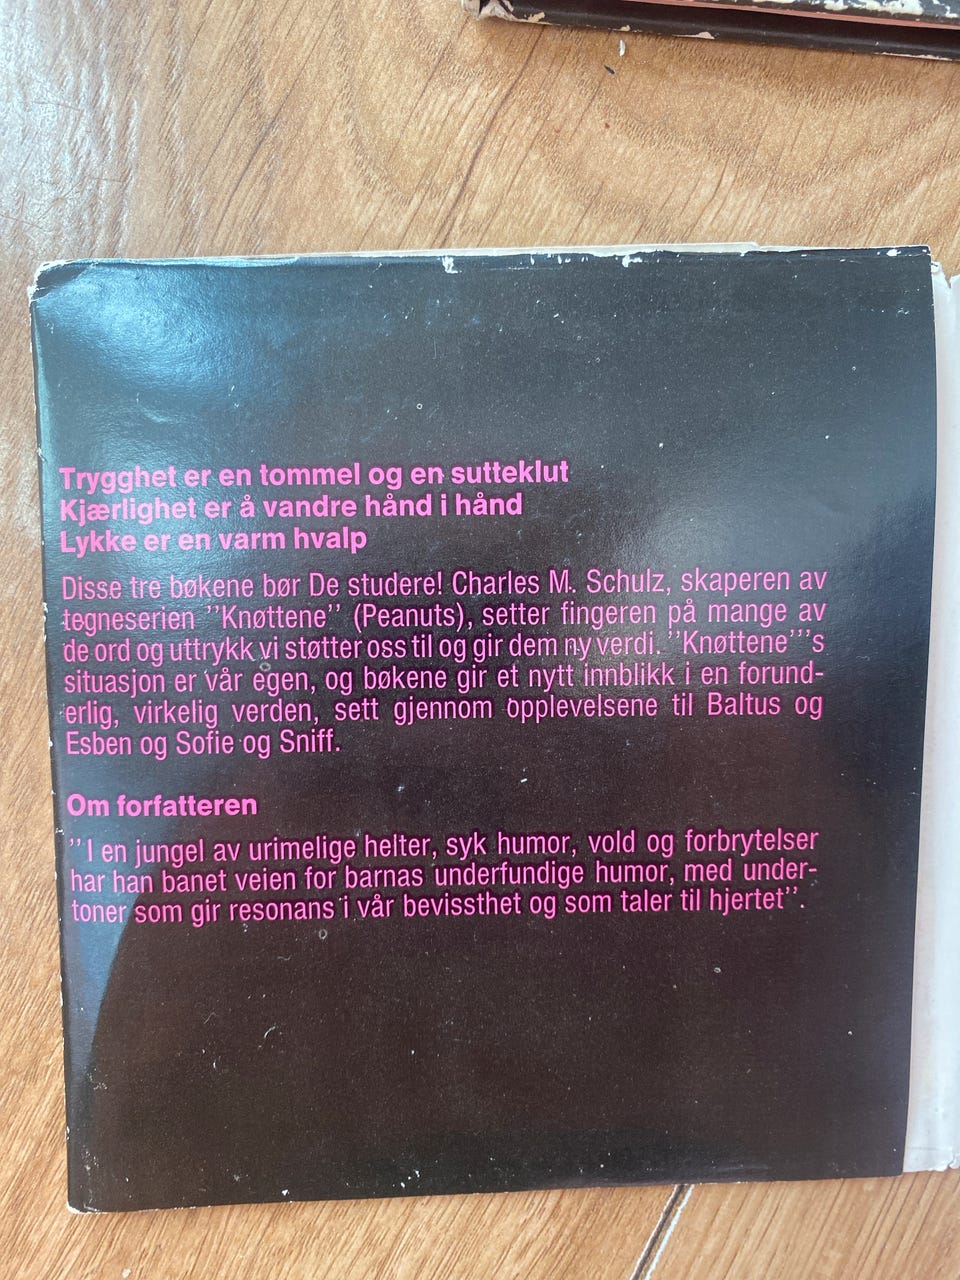 Trygghet er en tommel og en sutteklut
Kjærlighet er å vandre hånd i hånd
Lykke er en varm hvalp
Disse tre bøkene bør De studere! Charles M. Schulz, skaperen av
tegneserien ''Knøttene'' (Peanuts), setter fingeren på mange av
de ord og uttrykk vi støtter oss til og gir dem ny verdi. ''Knøttene'''s
situasjon er vår egen, og bøkene gir et nytt innblikk i en forund-
erlig, virkelig verden, sett gjennom opplevelsene til Baltus og
Esben og Sofie og Sniff.
Om forfatteren
''I en jungel av urimelige helter, syk humor, vold og forbrytelser
har han banet veien for barnas underfundige humor, med under-
toner som gir resonans i vår bevissthet og som taler til hjertet''.